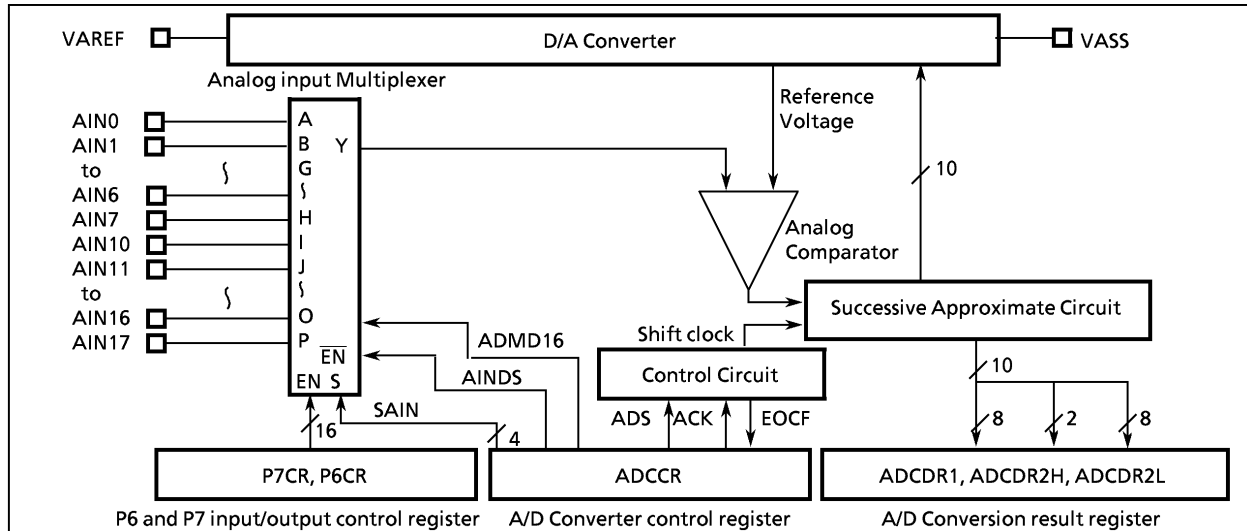 VAREF
D/A Converter
VASS
Analog input Multiplexer
Reference
Voltage
AIN0
AIN1
to
AIN6
AIN7
AIN10
AIN11
to
AIN16
AIN17
A
B
G
H
I
J
O
P
Y
EN
EN S
10
Analog
Comparator
Successive Approximate Circuit
ADMD16
Shift clock
AINDS
Control Circuit
10
SAIN
ADS
ACK
EOCF
16
4
8
2
8
P7CR, P6CR
ADCCR
ADCDR1, ADCDR2H, ADCDR2L
P6 and P7 input/output control register
A/D Converter control register
A/D Conversion result register